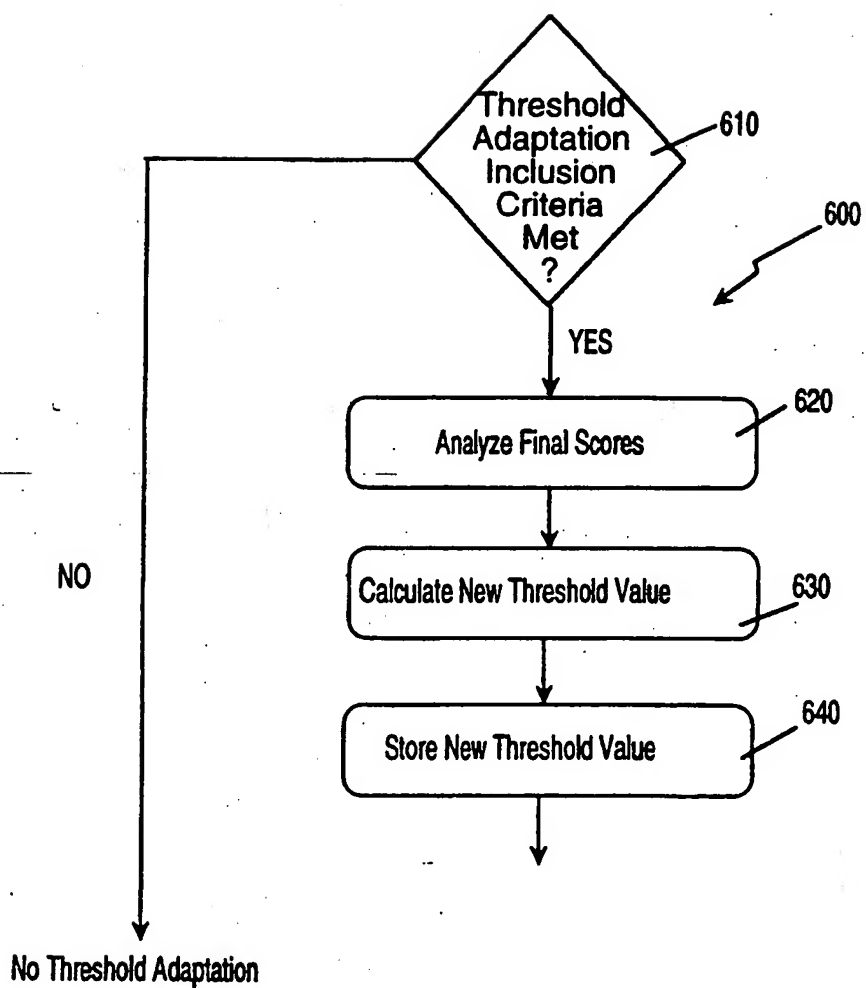 Threshold
Adaptation
Inclusion
Criteria
Met
?
610
600
YES
620
Analyze Final Scores
NO
Calculate New Threshold Value
630
640
Store New Threshold Value
No Threshold Adaptation